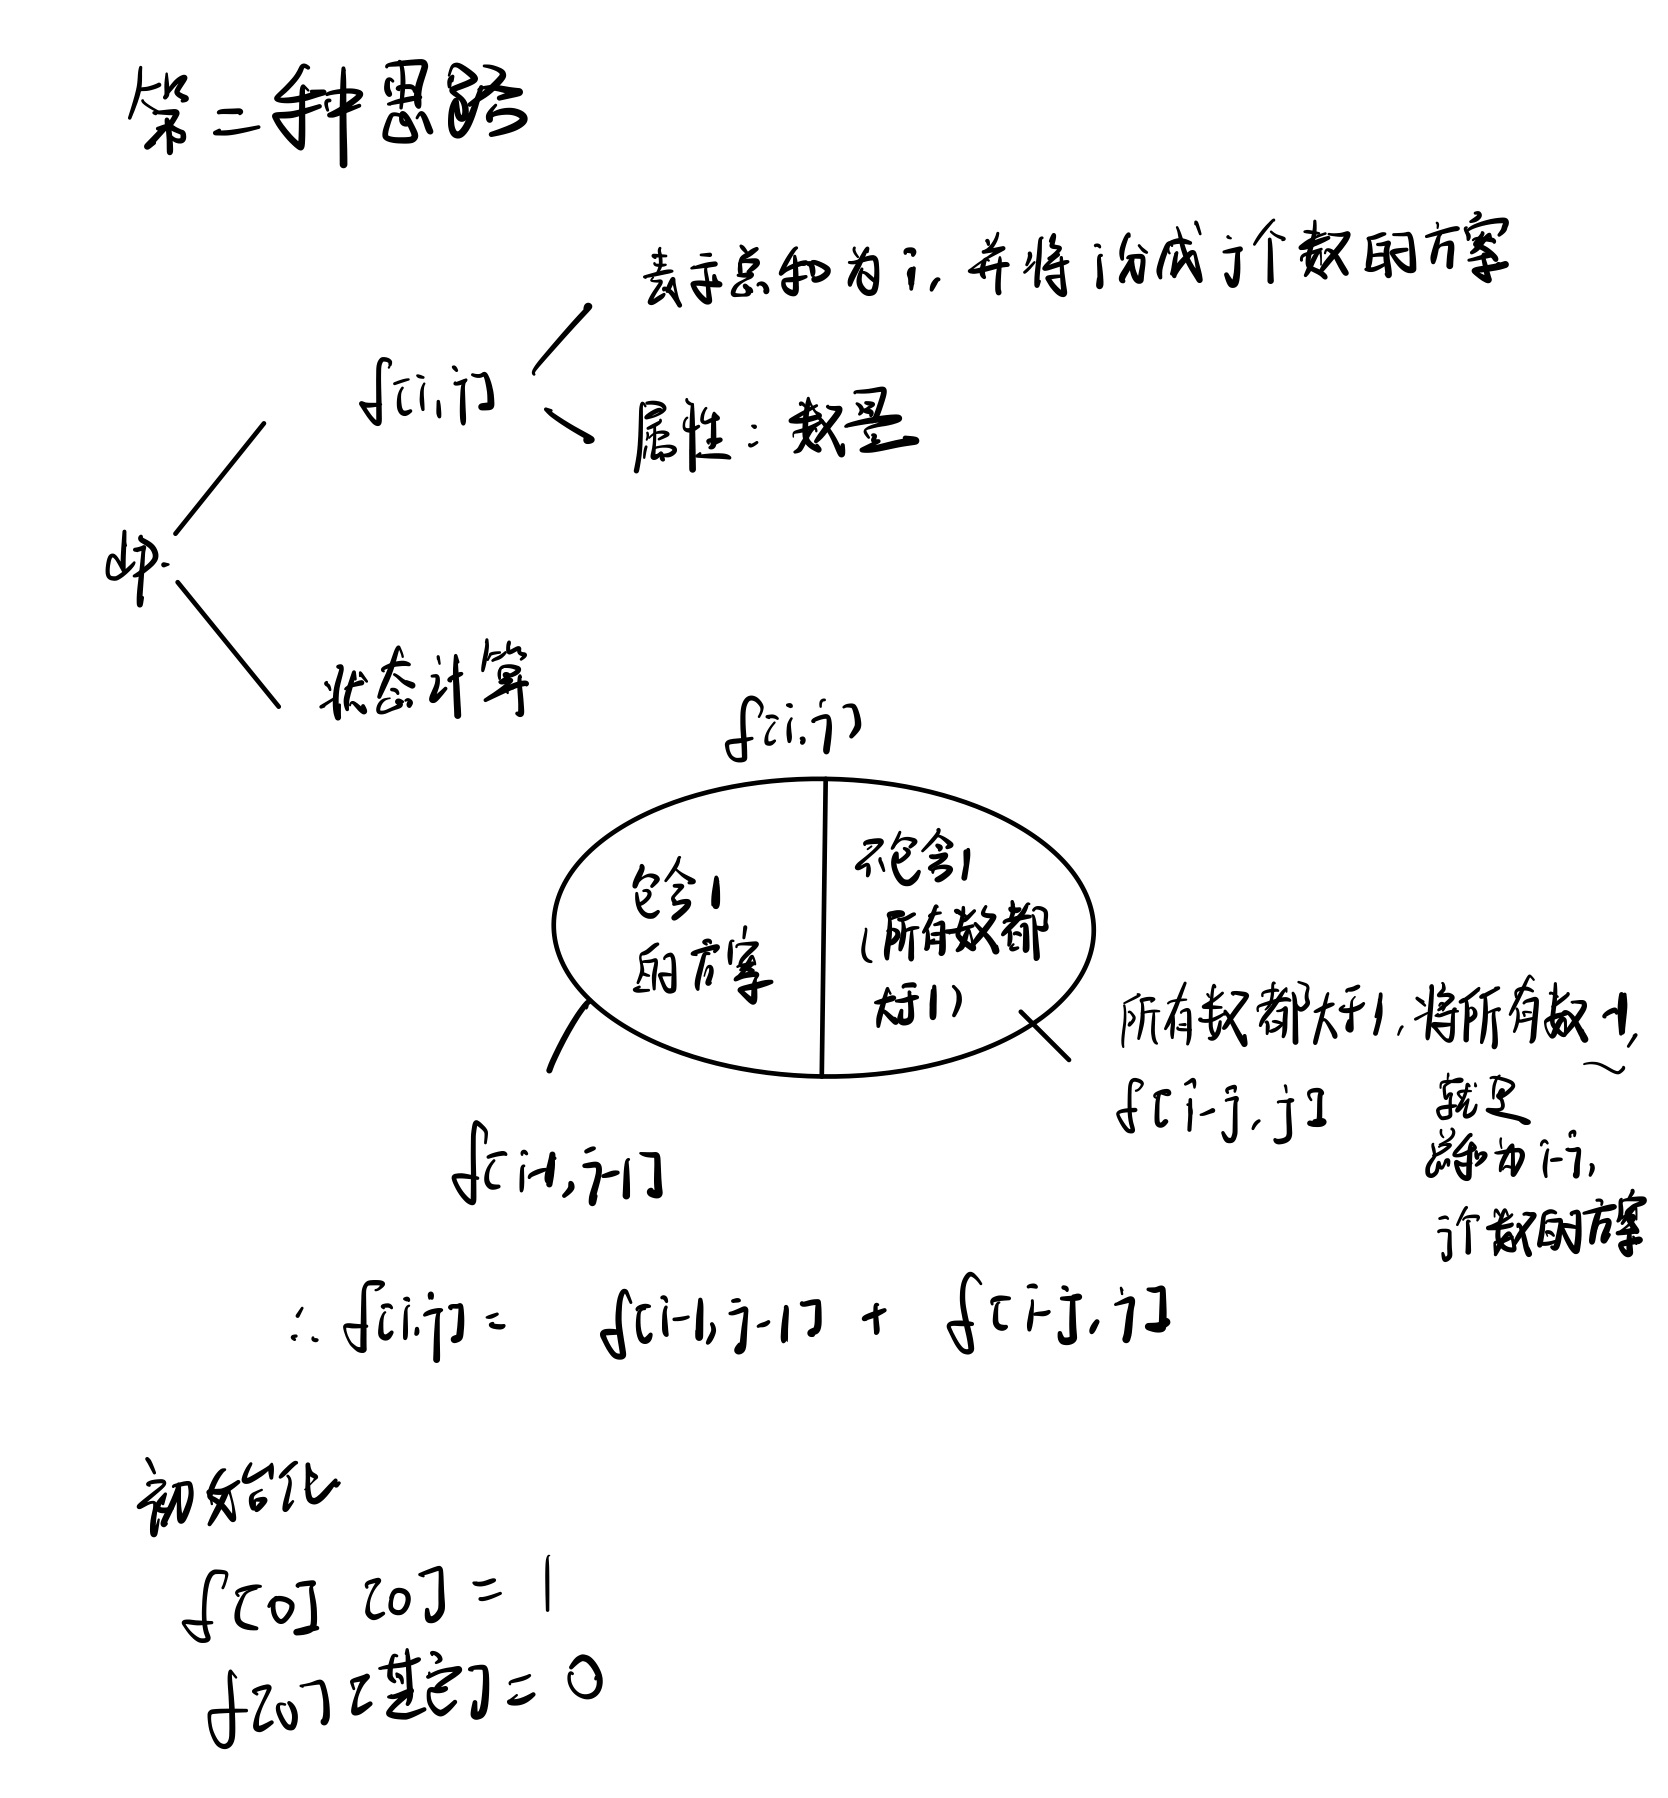 第二种思路
表示总和为i, 并将i分成j个数的方案
f[i,j]
属性：数量
dp.
状态计算
f[i.j]
包含1
的方案
不包含1
(所有数都
大于1)
所有数都大于1, 将所有数-1,
f[i-j, j]
就是
总和为i-j,
j个数的方案
f[i-1, j-1]
∴ f[i.j] = f[i-1, j-1] + f[i-j, j]
初始化
f[0] [0] = 1
f[0] [其它] = 0